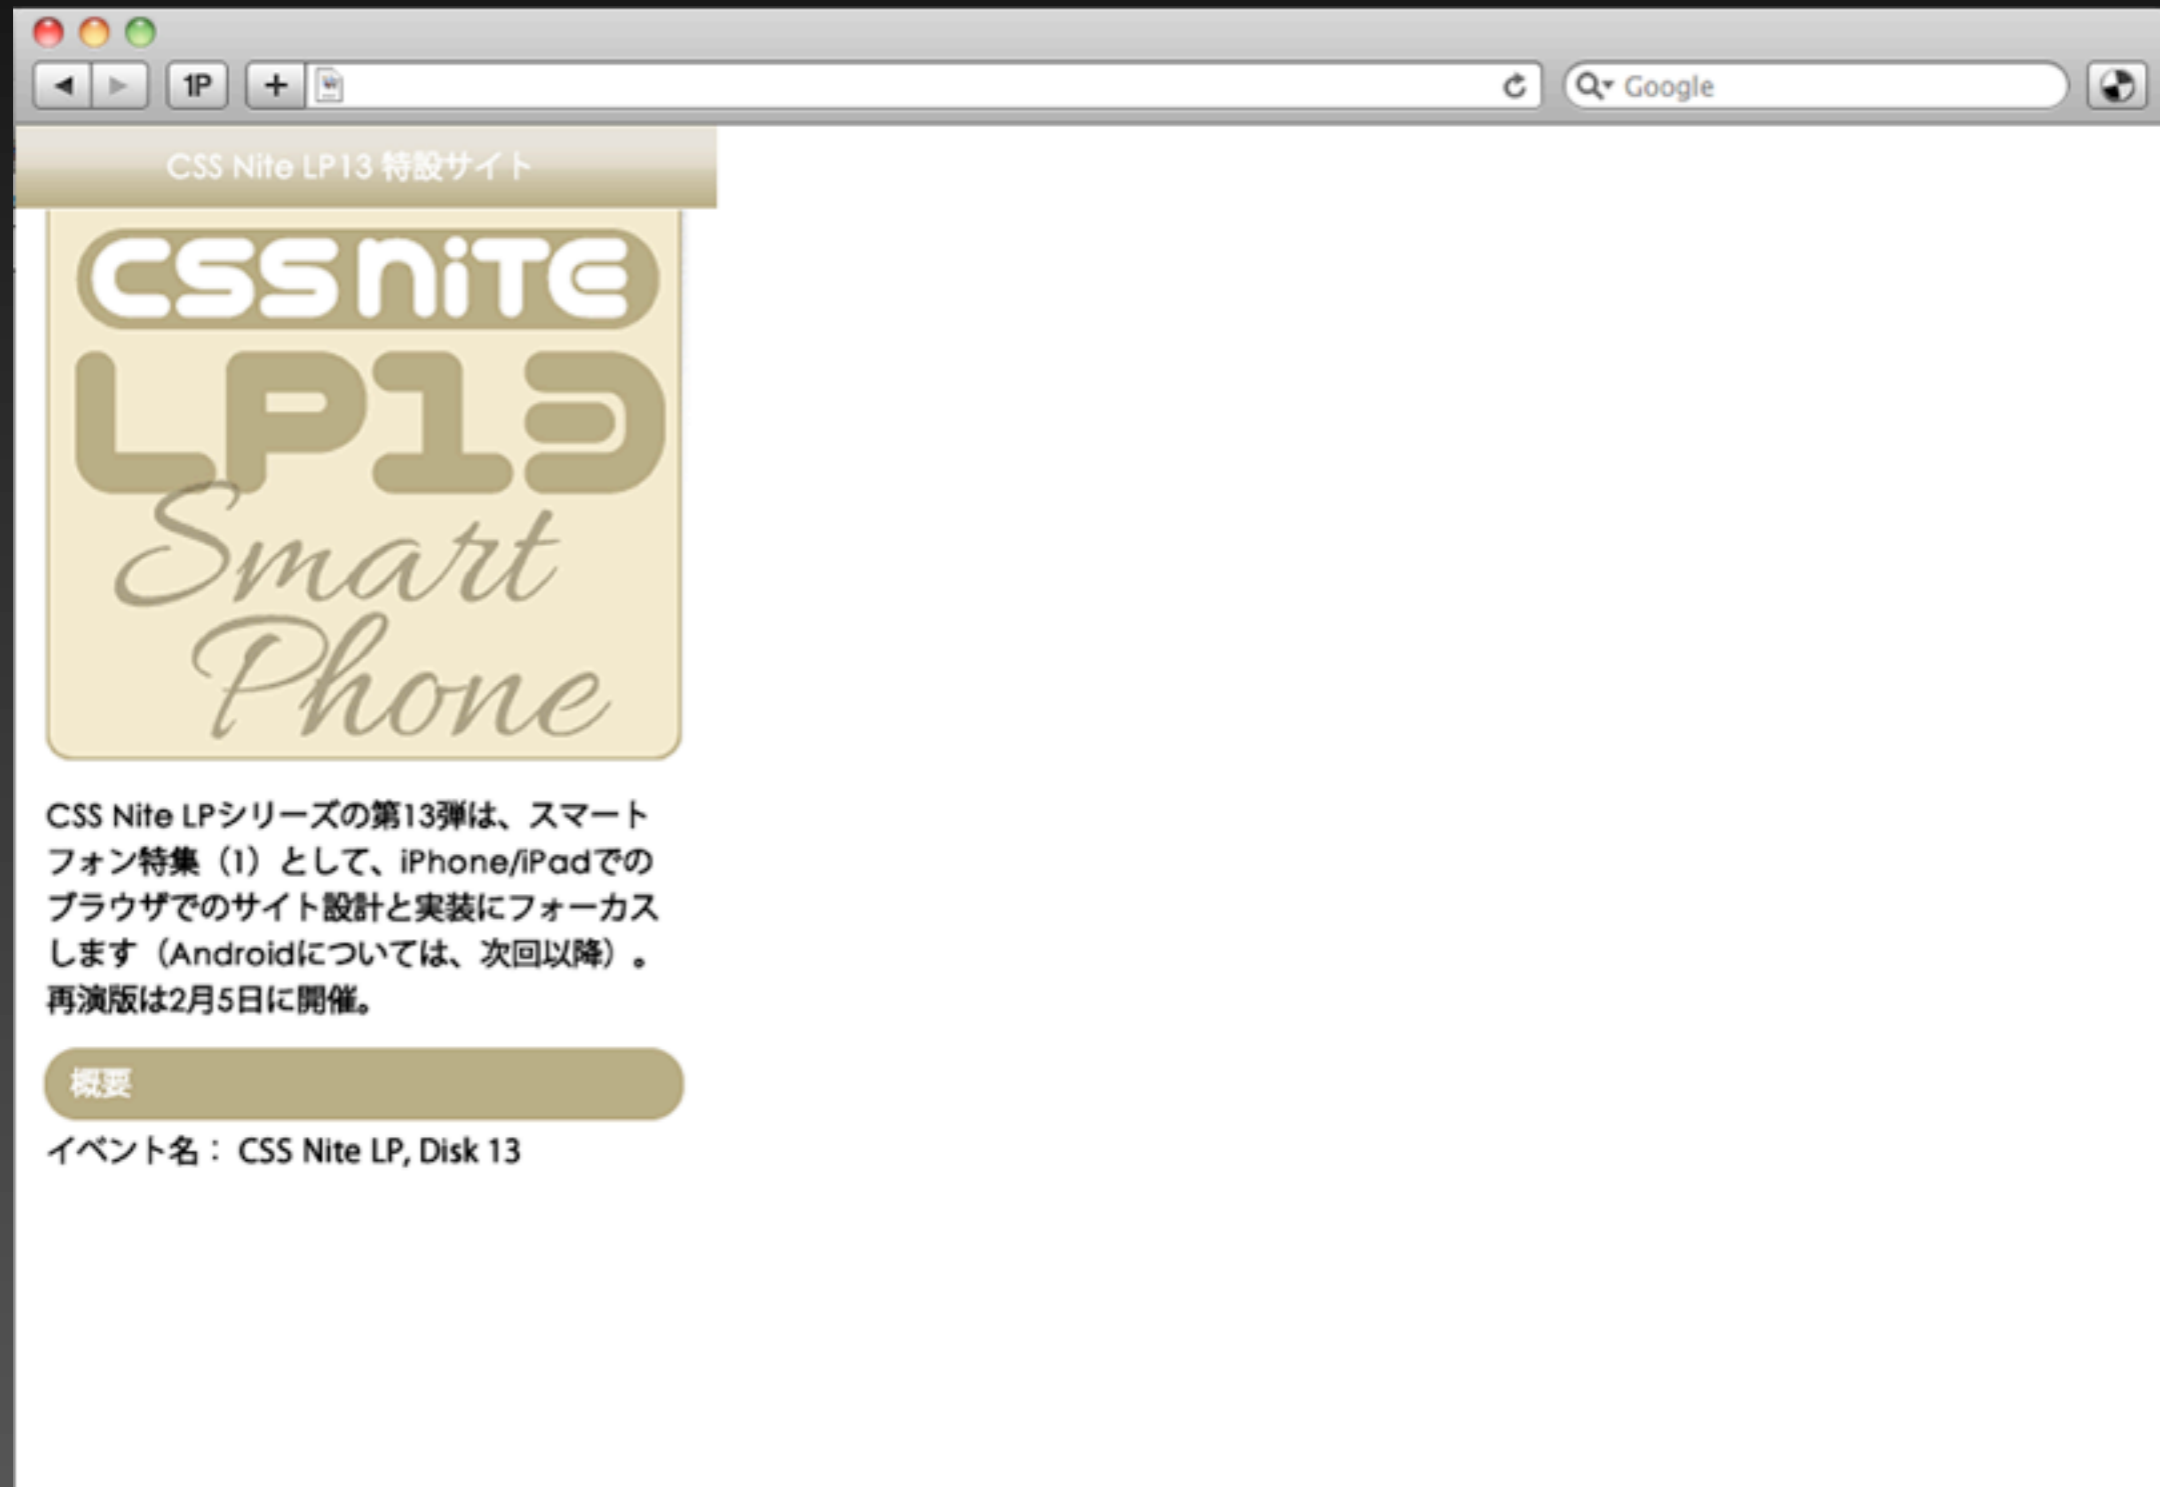 1P
Google
CSS Nite LP13 特設サイト
CSS NiTE
LP13
Smart
Phone
CSS Nite LPシリーズの第13弾は、スマート
フォン特集（1）として、iPhone/iPadでの
ブラウザでのサイト設計と実装にフォーカス
します（Androidについては、次回以降）。
再演版は2月5日に開催。
概要
イベント名： CSS Nite LP, Disk 13